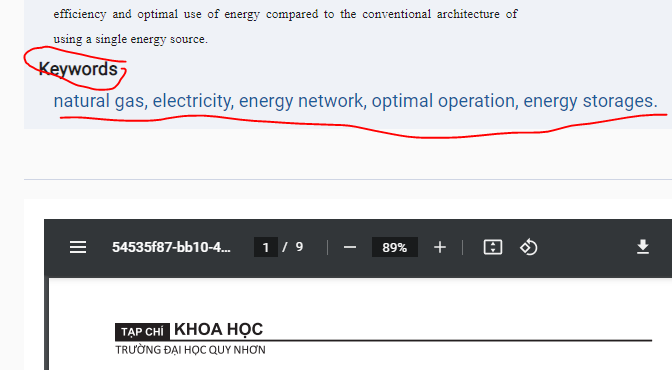 efficiency and optimal use of energy compared to the conventional architecture of
using a single energy source.
Keywords
natural gas, electricity, energy network, optimal operation, energy storages.
54535f87-bb10-4... 1 / 9 89%
TẠP CHÍ KHOA HỌC
TRƯỜNG ĐẠI HỌC QUY NHƠN